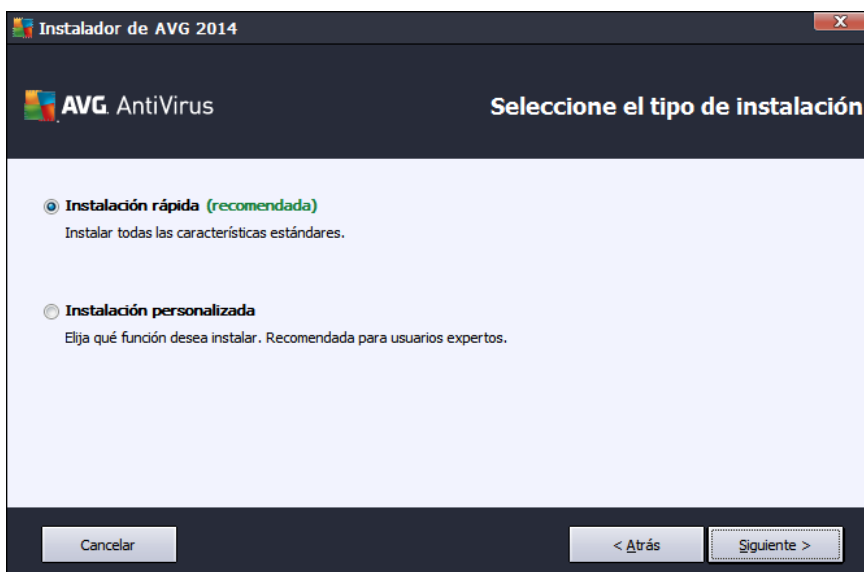 Instalador de AVG 2014
X
AVG AntiVirus
Seleccione el tipo de instalación
Instalación rápida (recomendada)
Instalar todas las características estándares.
Instalación personalizada
Elija qué función desea instalar. Recomendada para usuarios expertos.
Cancelar
< Atrás
Siguiente >